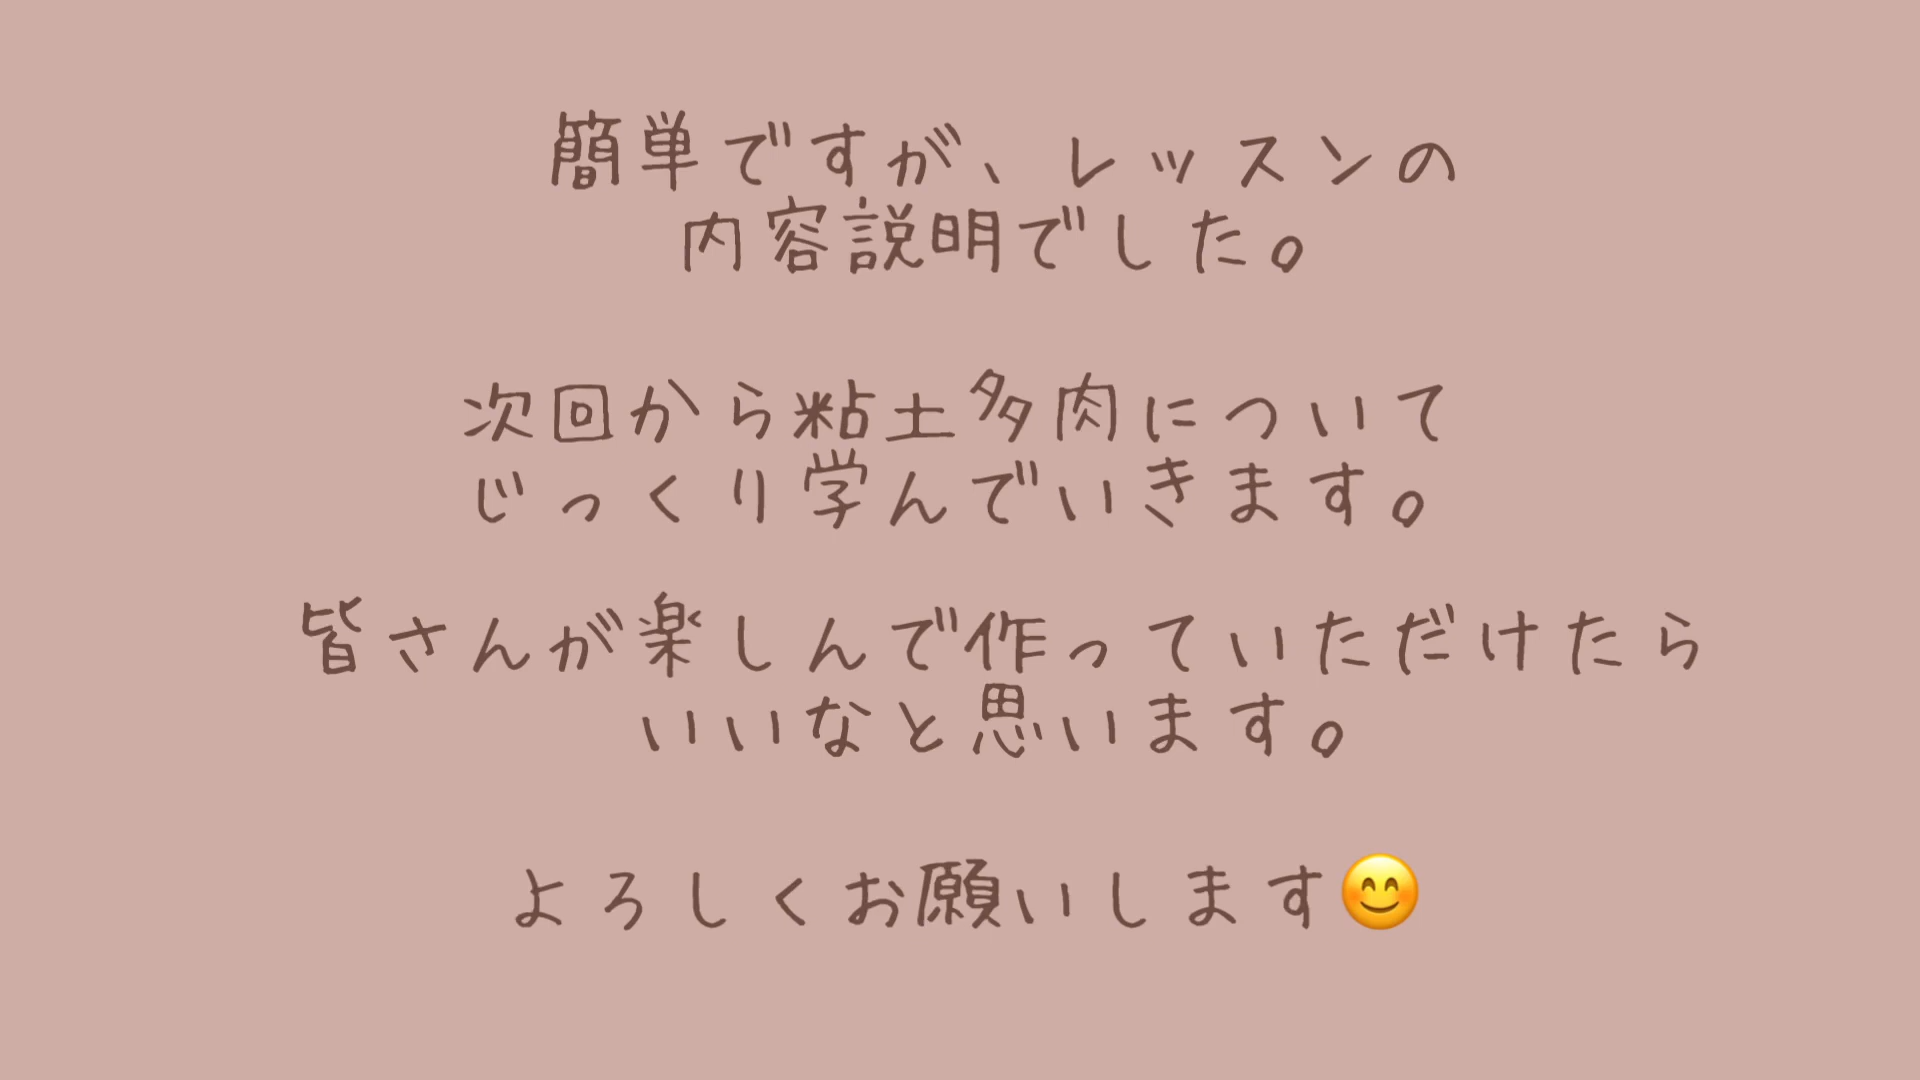 簡単ですが、レッスンの
内容説明でした。
次回から粘土多肉について
じっくり学んでいきます。
皆さんが楽しんで作っていただけたら
いいなと思います。
よろしくお願いします😊